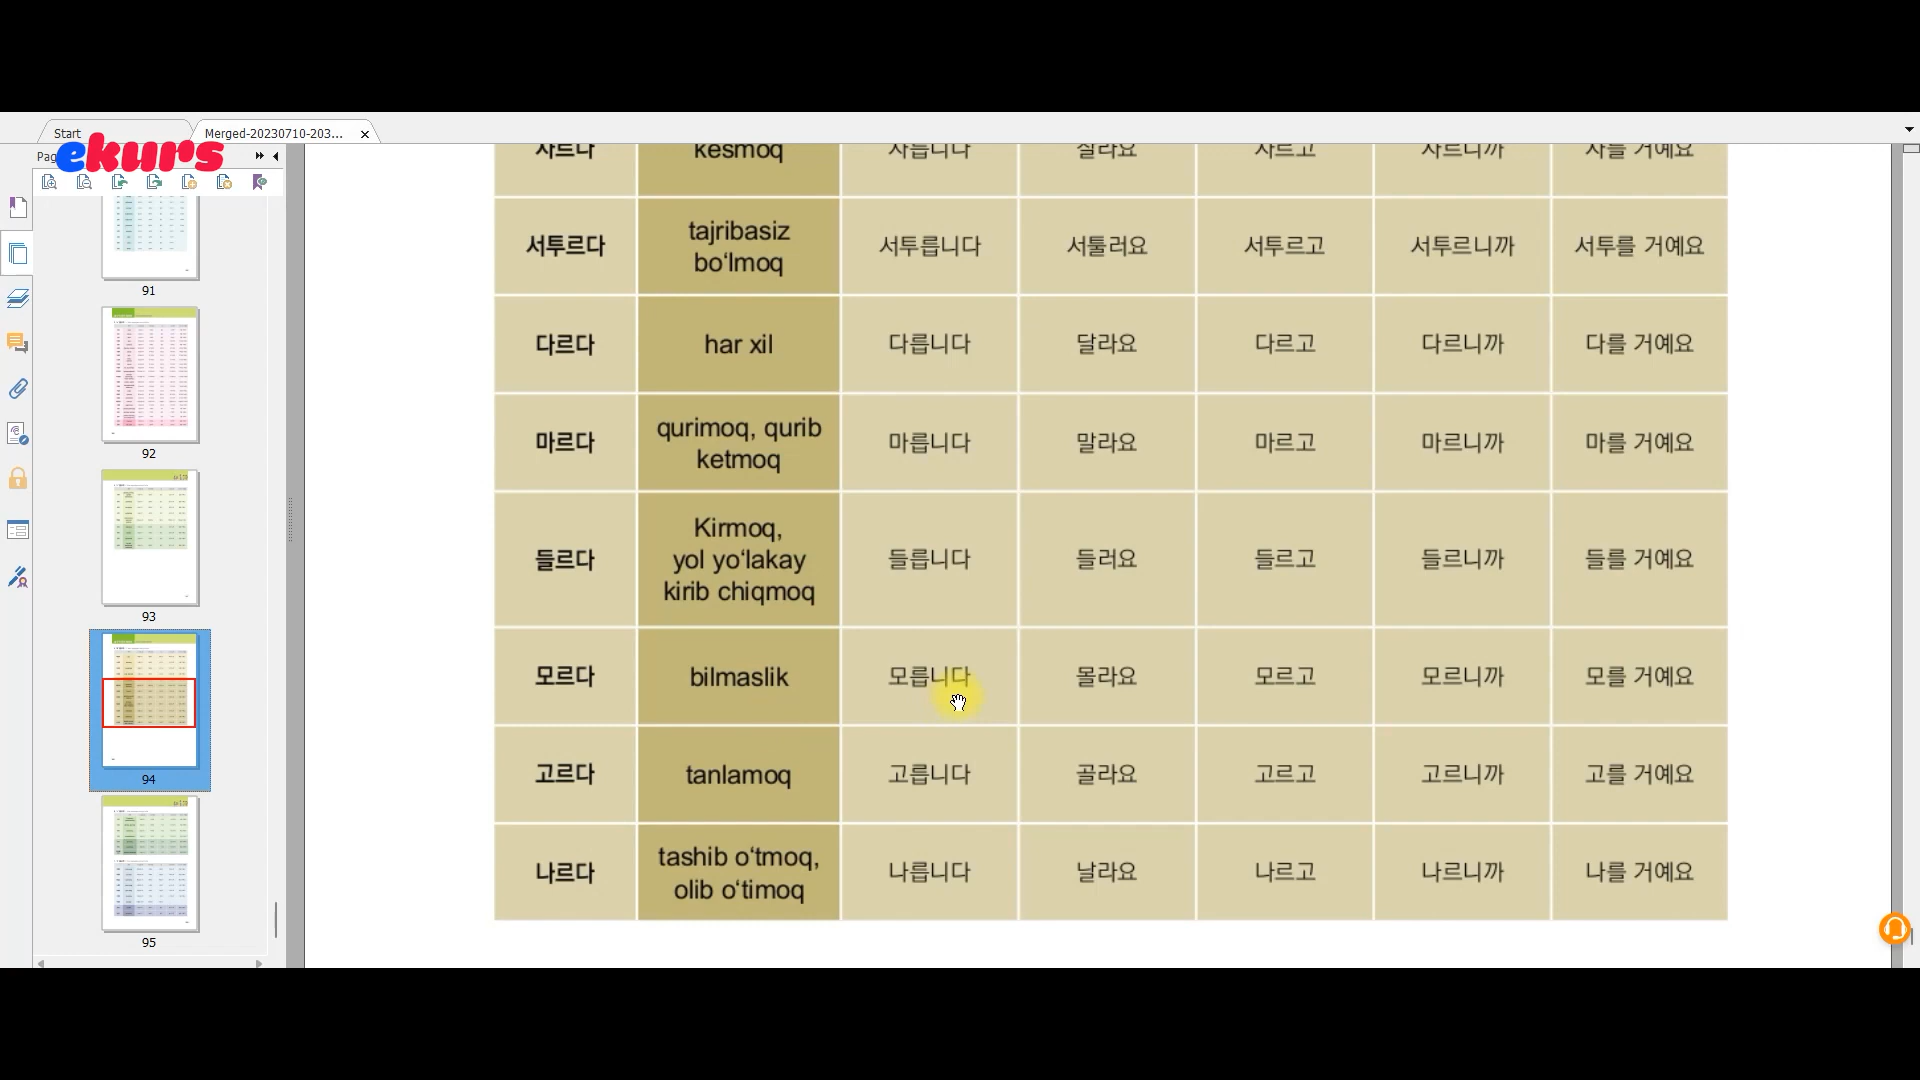 Start
Merged-20230710-203...
ekurs
Pag
kesmoq
서투르다 tajribasiz bo‘lmoq 서투릅니다 서툴러요 서투르고 서투르니까 서투를 거예요
다르다 har xil 다릅니다 달라요 다르고 다르니까 다를 거예요
마르다 qurimoq, qurib ketmoq 마릅니다 말라요 마르고 마르니까 마를 거예요
들르다 Kirmoq, yol yo‘lakay kirib chiqmoq 들릅니다 들러요 들르고 들르니까 들를 거예요
모르다 bilmaslik 모릅니다 몰라요 모르고 모르니까 모를 거예요
고르다 tanlamoq 고릅니다 골라요 고르고 고르니까 고를 거예요
나르다 tashib o‘tmoq, olib o‘timoq 나릅니다 날라요 나르고 나르니까 나를 거예요
91
92
93
94
95